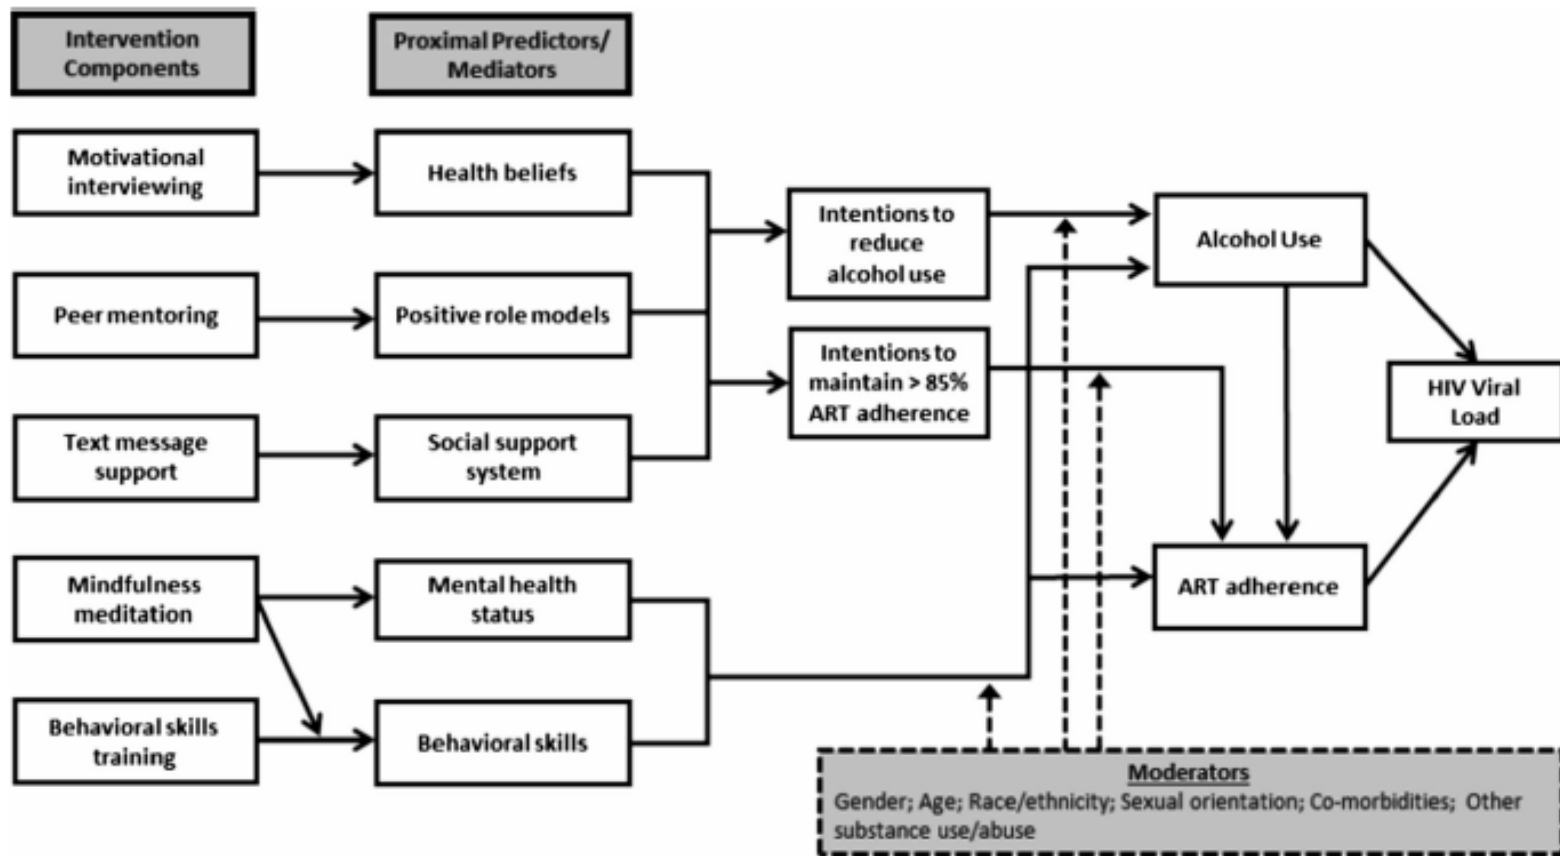 Intervention
Components
Proximal Predictors/
Mediators
Motivational
interviewing
Health beliefs
Peer mentoring
Positive role models
Text message
support
Social support
system
Mindfulness
meditation
Mental health
status
Behavioral skills
training
Behavioral skills
Intentions to
reduce
alcohol use
Intentions to
maintain > 85%
ART adherence
Alcohol Use
ART adherence
HIV Viral
Load
Moderators
Gender; Age; Race/ethnicity; Sexual orientation; Co-morbidities; Other
substance use/abuse